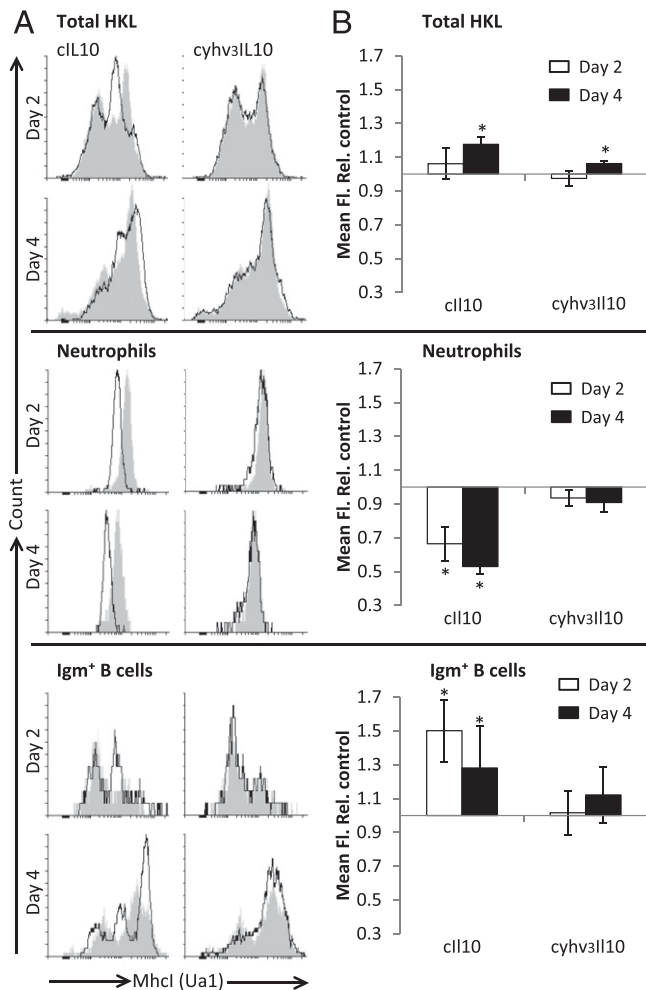 A
Total HKL
cIL10
cyhv3IL10
Day 2
Day 4
Neutrophils
Day 2
Day 4
Igm+ B cells
Day 2
Day 4
Count
MhcI (Ua1)
B
Total HKL
Mean Fl. Rel. control
1.7
1.5
1.3
1.1
0.9
0.7
0.5
0.3
Day 2
Day 4
*
*
cIl10
cyhv3Il10
Neutrophils
Mean Fl. Rel. control
1.7
1.5
1.3
1.1
0.9
0.7
0.5
0.3
Day 2
Day 4
*
*
cIl10
cyhv3Il10
Igm+ B cells
Mean Fl. Rel. control
1.7
1.5
1.3
1.1
0.9
0.7
0.5
0.3
Day 2
Day 4
*
*
cIl10
cyhv3Il10